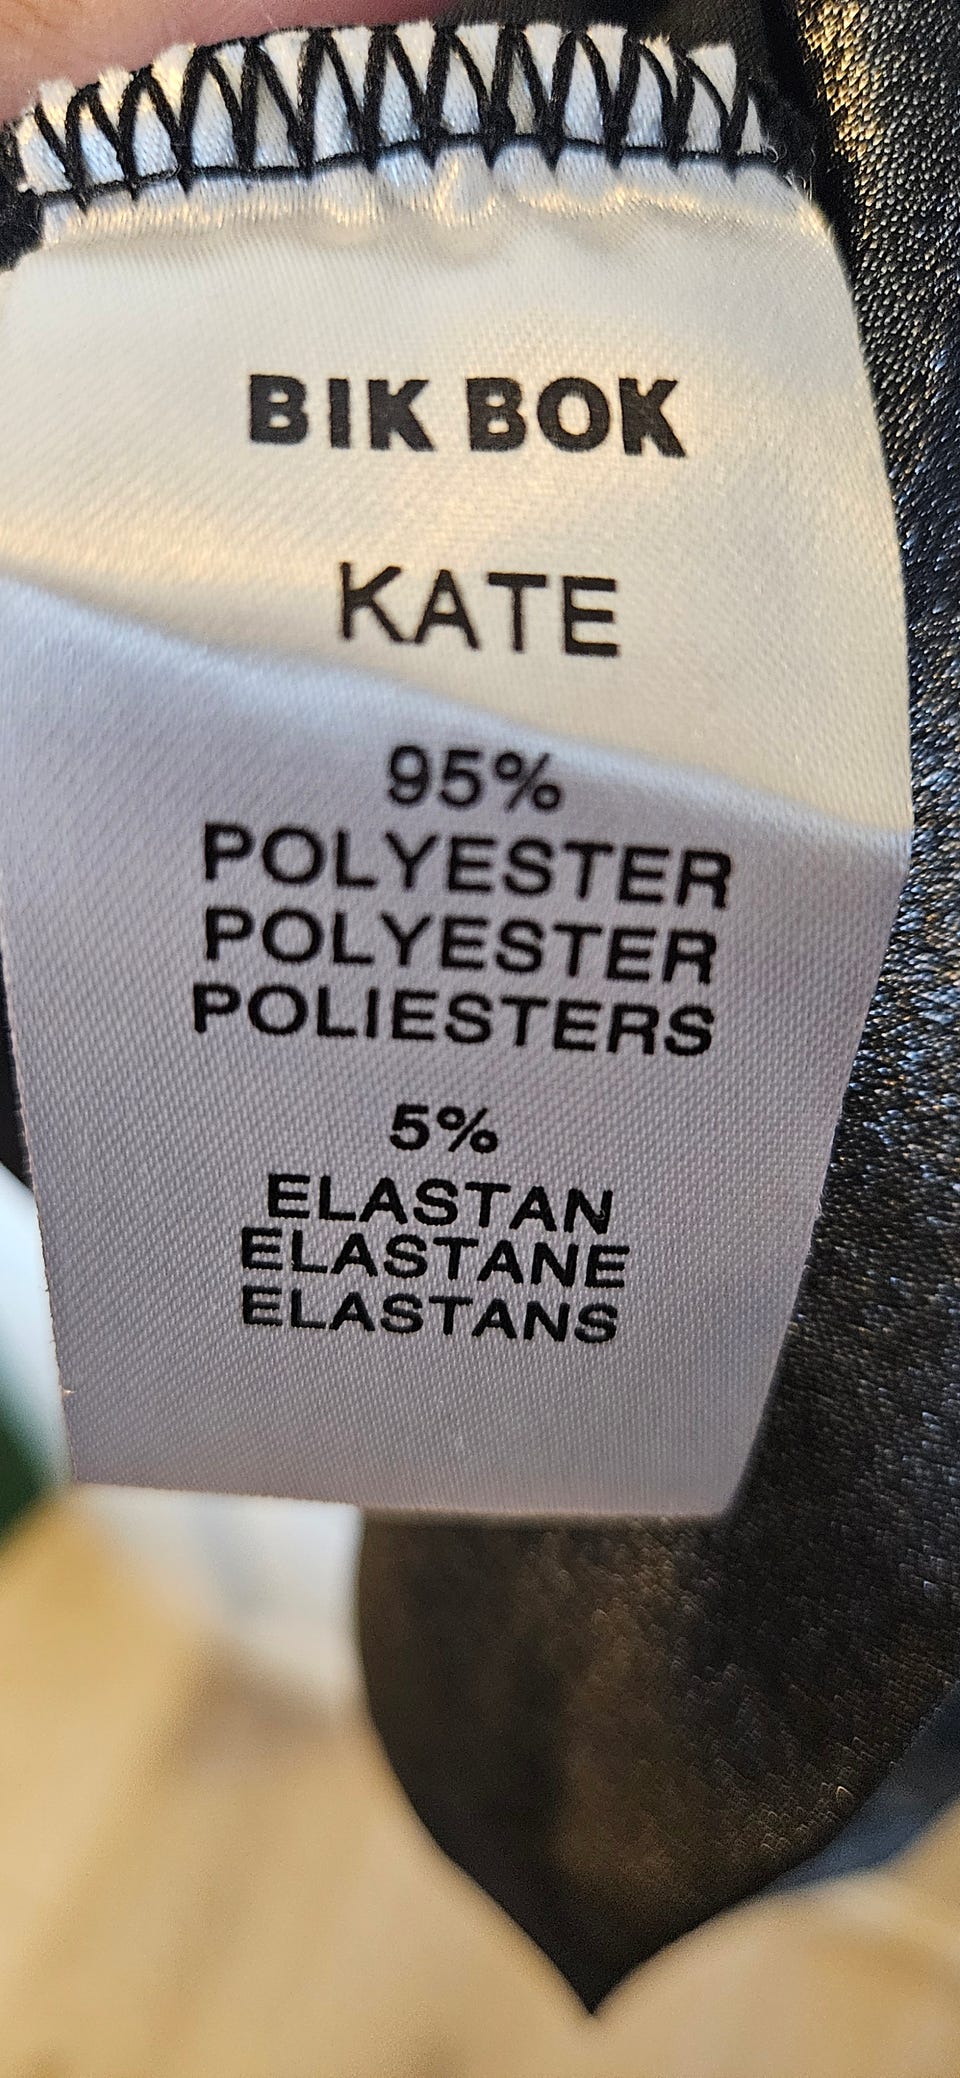 BIK BOK
KATE
95%
POLYESTER
POLYESTER
POLIESTERS
5%
ELASTAN
ELASTANE
ELASTANS